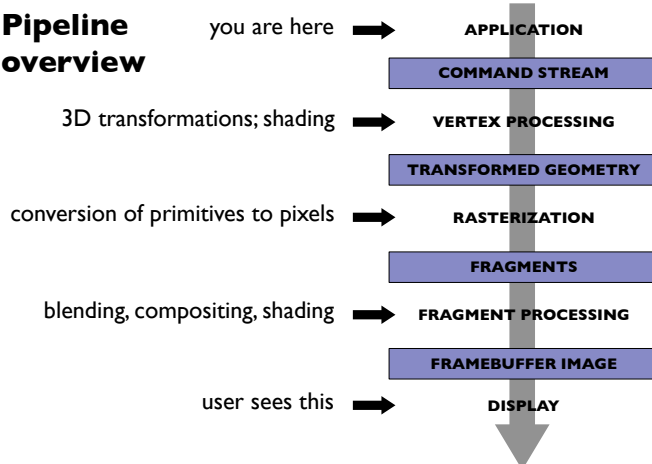 Pipeline
overview
you are here
APPLICATION
COMMAND STREAM
3D transformations; shading
VERTEX PROCESSING
TRANSFORMED GEOMETRY
conversion of primitives to pixels
RASTERIZATION
FRAGMENTS
blending, compositing, shading
FRAGMENT PROCESSING
FRAMEBUFFER IMAGE
user sees this
DISPLAY